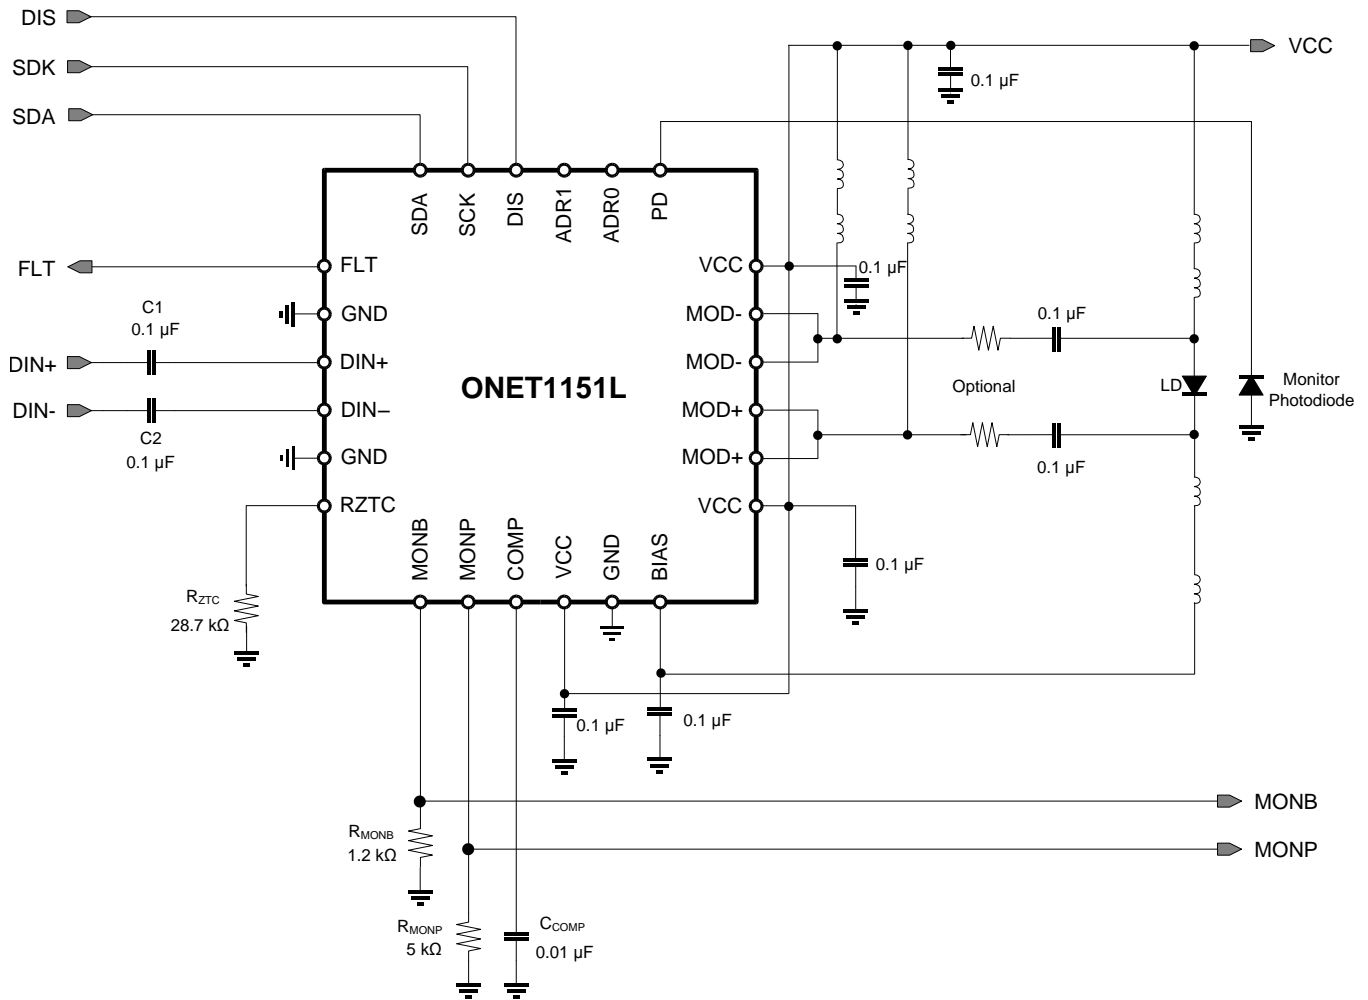 DIS
SDK
SDA
VCC
0.1 µF
SDA
SCK
DIS
ADR1
ADR0
PD
FLT
FLT
VCC
0.1 µF
C1
0.1 µF
GND
MOD-
0.1 µF
DIN+
DIN+
MOD-
ONET1151L
Optional
LD
Monitor
Photodiode
DIN-
DIN–
MOD+
C2
0.1 µF
GND
MOD+
0.1 µF
RZTC
VCC
MONB
MONP
COMP
VCC
GND
BIAS
0.1 µF
RZTC
28.7 kΩ
0.1 µF
0.1 µF
MONB
RMONB
1.2 kΩ
MONP
RMONP
5 kΩ
CCOMP
0.01 µF